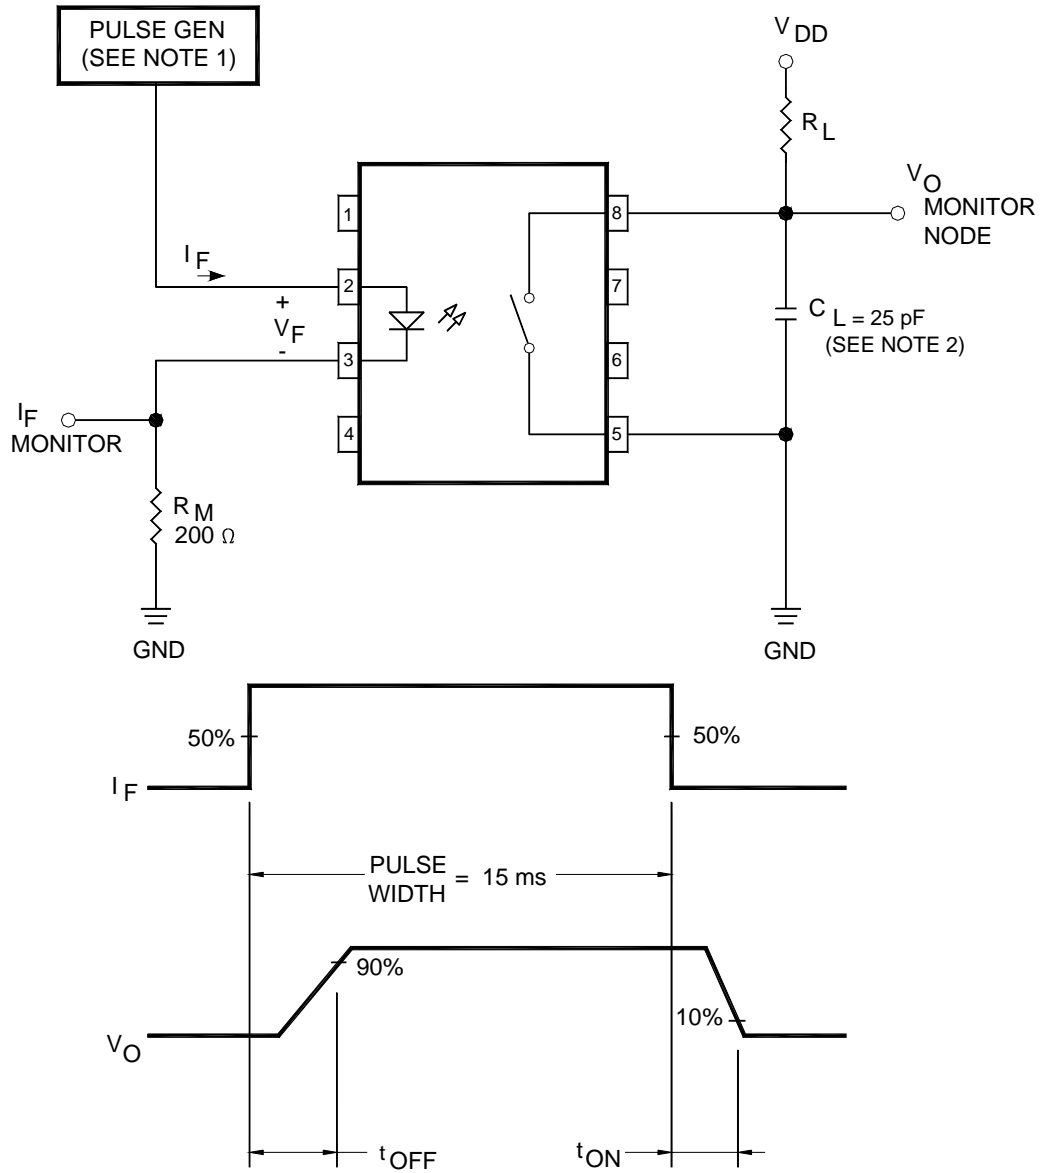 PULSE GEN
(SEE NOTE 1)
V DD
R L
V O
MONITOR
NODE
1
8
I F
2
7
+
V F
-
C L = 25 pF
(SEE NOTE 2)
3
6
I F
MONITOR
4
5
R M
200 Ω
GND
GND
50%
50%
I F
PULSE
WIDTH = 15 ms
90%
10%
V O
t OFF
t ON